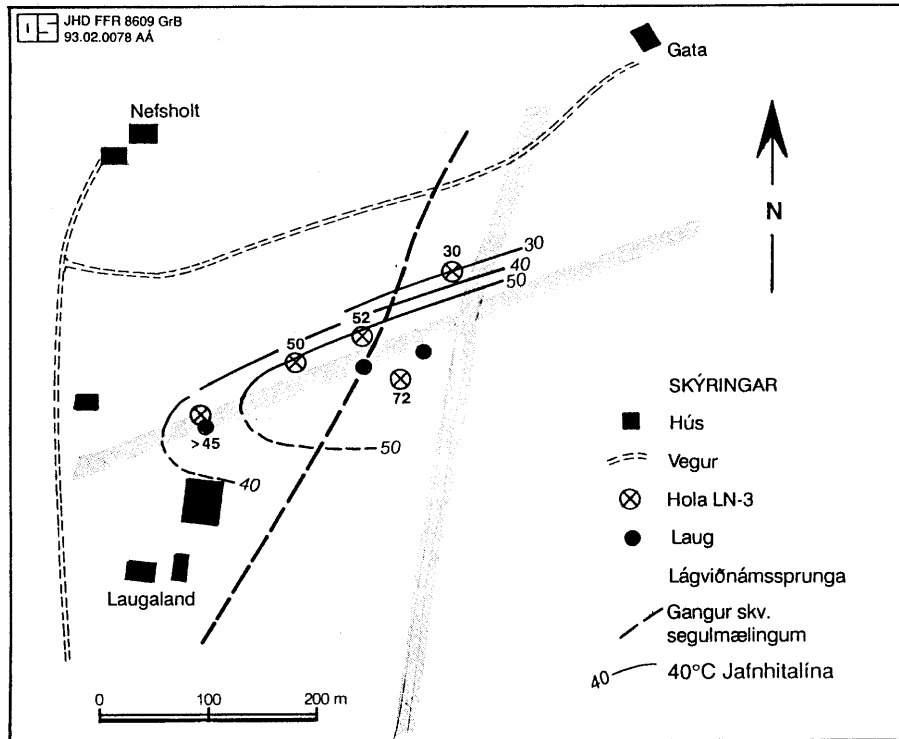 OS JHD FFR 8609 GrB
93.02.0078 AÁ
Gata
Nefsholt
N
30
30
40
50
52
50
72
>45
50
40
Laugaland
0 100 200 m
SKÝRINGAR
Hús
Vegur
Hola LN-3
Laug
Lágviðnámssprunga
Gangur skv.
segulmælingum
40 40°C Jafnhitalína